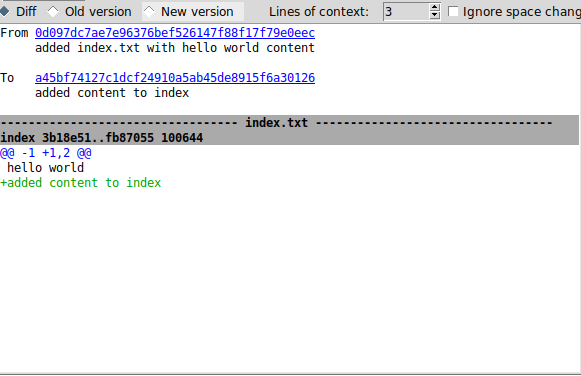 Diff Old version New version Lines of context: 3 Ignore space chang
From 0d097dc7ae7e96376bef526147f88f17f79e0eec
added index.txt with hello world content
To a45bf74127c1dcf24910a5ab45de8915f6a30126
added content to index
---------------------------------- index.txt ----------------------------------
index 3b18e51..fb87055 100644
@@ -1 +1,2 @@
hello world
+added content to index